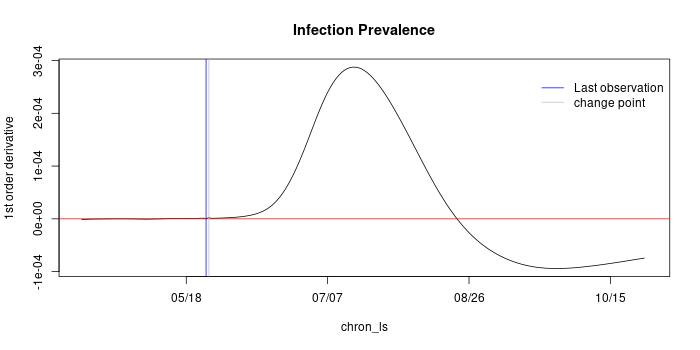 Infection Prevalence
3e-04
2e-04
1e-04
0e+00
-1e-04
1st order derivative
Last observation
change point
05/18
07/07
08/26
10/15
chron_ls